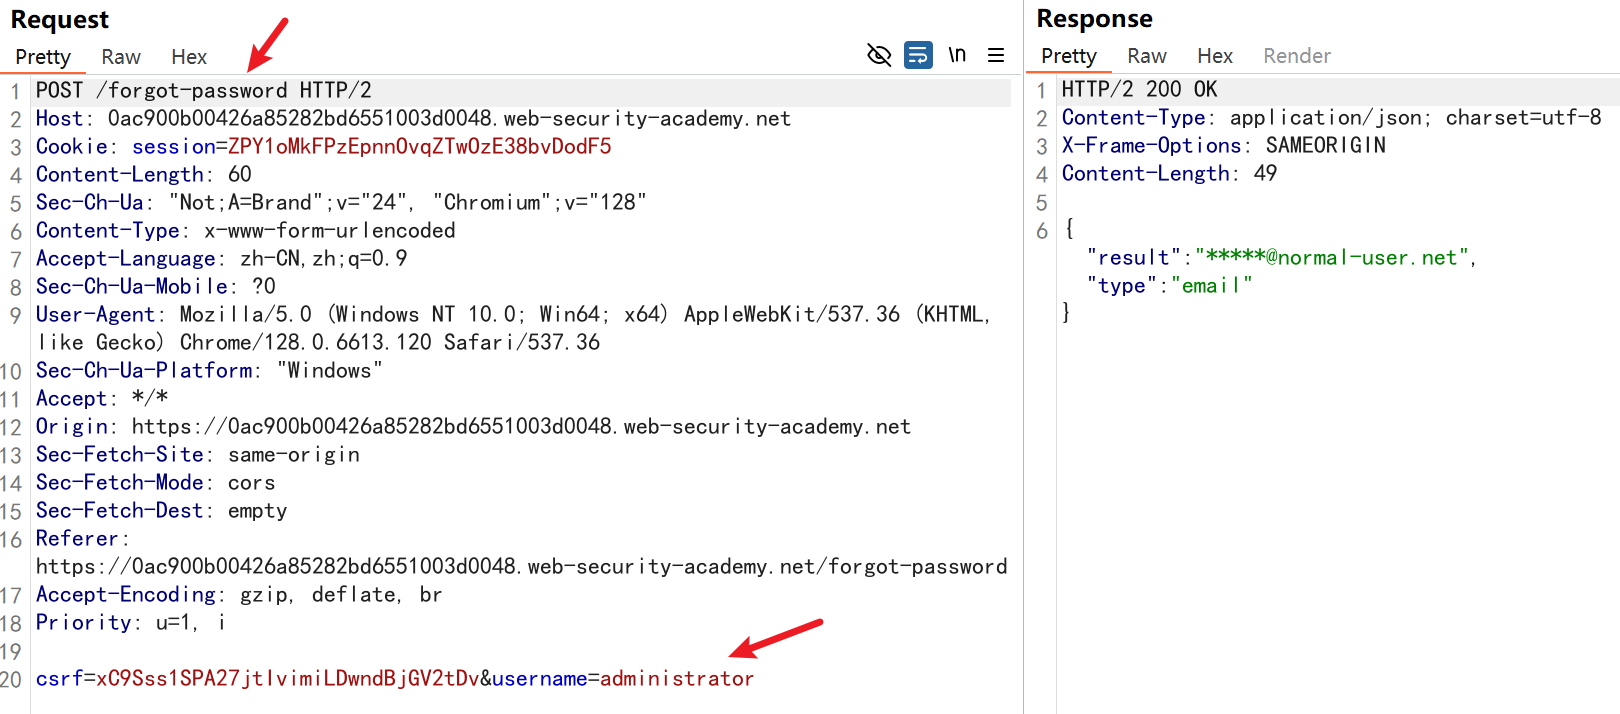 Request
Pretty Raw Hex \n
1 POST /forgot-password HTTP/2
2 Host: 0ac900b00426a85282bd6551003d0048.web-security-academy.net
3 Cookie: session=ZPY1oMkFPzEpnnOvqZTwOzE38bvDodF5
4 Content-Length: 60
5 Sec-Ch-Ua: "Not;A=Brand";v="24", "Chromium";v="128"
6 Content-Type: x-www-form-urlencoded
7 Accept-Language: zh-CN,zh;q=0.9
8 Sec-Ch-Ua-Mobile: ?0
9 User-Agent: Mozilla/5.0 (Windows NT 10.0; Win64; x64) AppleWebKit/537.36 (KHTML,
like Gecko) Chrome/128.0.6613.120 Safari/537.36
10 Sec-Ch-Ua-Platform: "Windows"
11 Accept: */*
12 Origin: https://0ac900b00426a85282bd6551003d0048.web-security-academy.net
13 Sec-Fetch-Site: same-origin
14 Sec-Fetch-Mode: cors
15 Sec-Fetch-Dest: empty
16 Referer:
https://0ac900b00426a85282bd6551003d0048.web-security-academy.net/forgot-password
17 Accept-Encoding: gzip, deflate, br
18 Priority: u=1, i
19
20 csrf=xC9Sss1SPA27jtIvimiLDwndBjGV2tDv&username=administrator
Response
Pretty Raw Hex Render
1 HTTP/2 200 OK
2 Content-Type: application/json; charset=utf-8
3 X-Frame-Options: SAMEORIGIN
4 Content-Length: 49
5
6 {
"result":"*****@normal-user.net",
"type":"email"
}